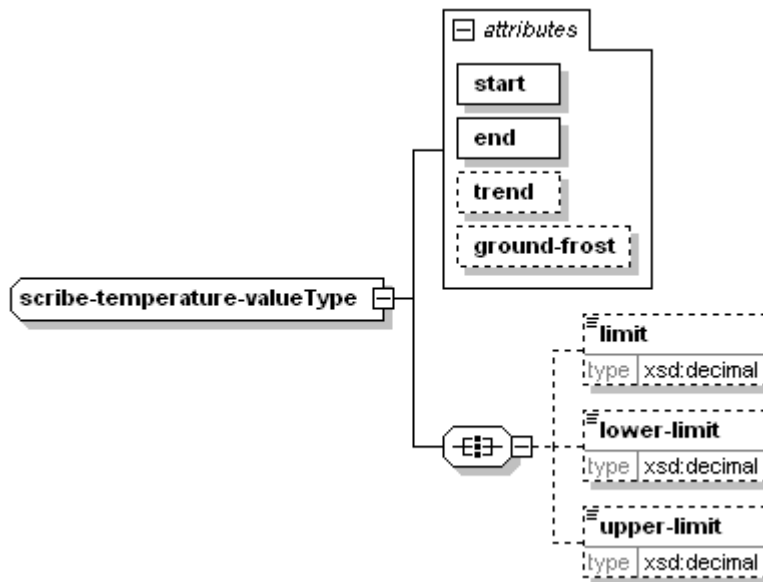 attributes
start
end
trend
ground-frost
scribe-temperature-valueType
limit
type xsd:decimal
lower-limit
type xsd:decimal
upper-limit
type xsd:decimal